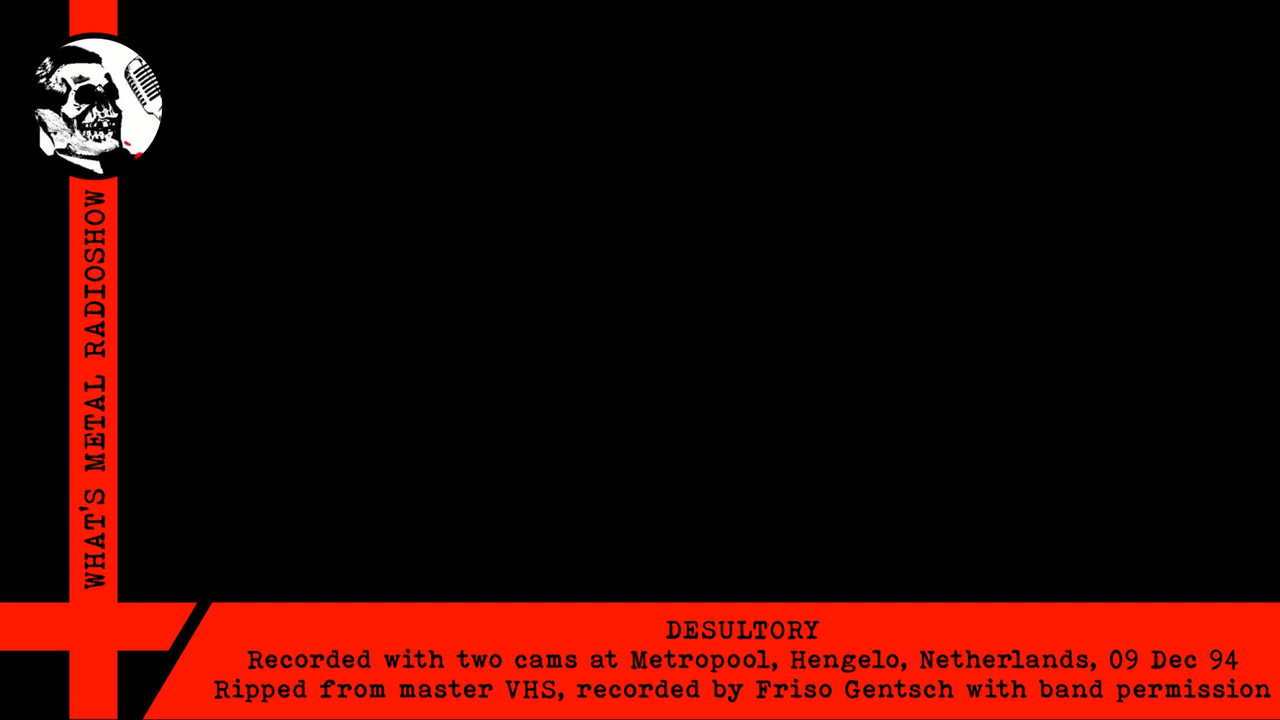 WHAT'S METAL RADIOSHOW
DESULTORY
Recorded with two cams at Metropool, Hengelo, Netherlands, 09 Dec 94
Ripped from master VHS, recorded by Friso Gentsch with band permission